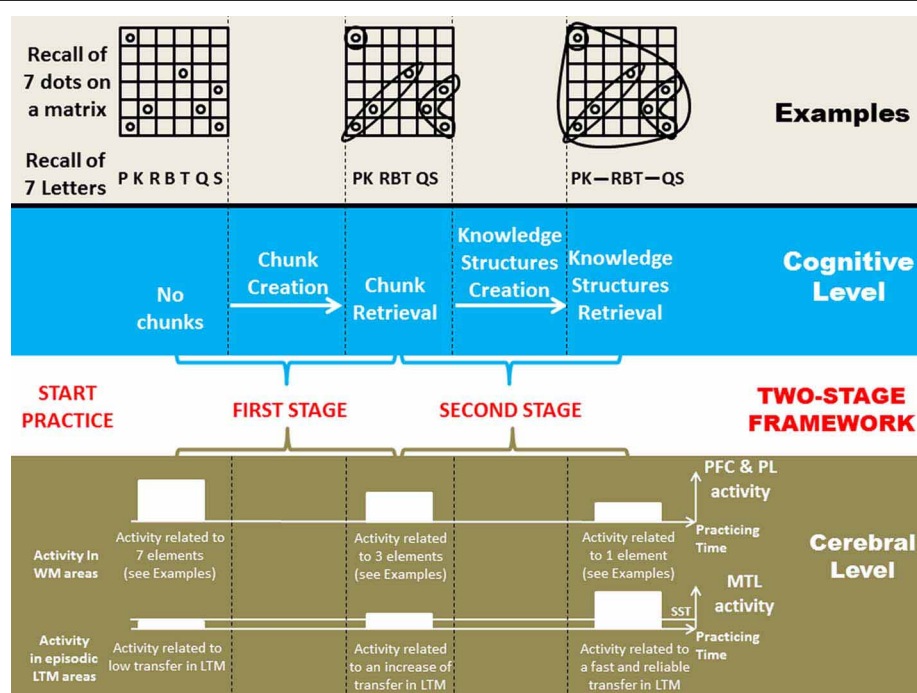 Recall of
7 dots on
a matrix
Examples
Recall of
7 Letters
P K R B T Q S
PK RBT QS
PK—RBT—QS
No
chunks
Chunk
Creation
Chunk
Retrieval
Knowledge
Structures
Creation
Knowledge
Structures
Retrieval
Cognitive
Level
START
PRACTICE
FIRST STAGE
SECOND STAGE
TWO-STAGE
FRAMEWORK
PFC & PL
activity
Practicing
Time
Activity In
WM areas
Activity related to
7 elements
(see Examples)
Activity related
to 3 elements
(see Examples)
Activity related
to 1 element
(see Examples)
Cerebral
Level
MTL
activity
SST
Practicing
Time
Activity
in episodic
LTM areas
Activity related to
low transfer in LTM
Activity related
to an increase of
transfer in LTM
Activity related to
a fast and reliable
transfer in LTM